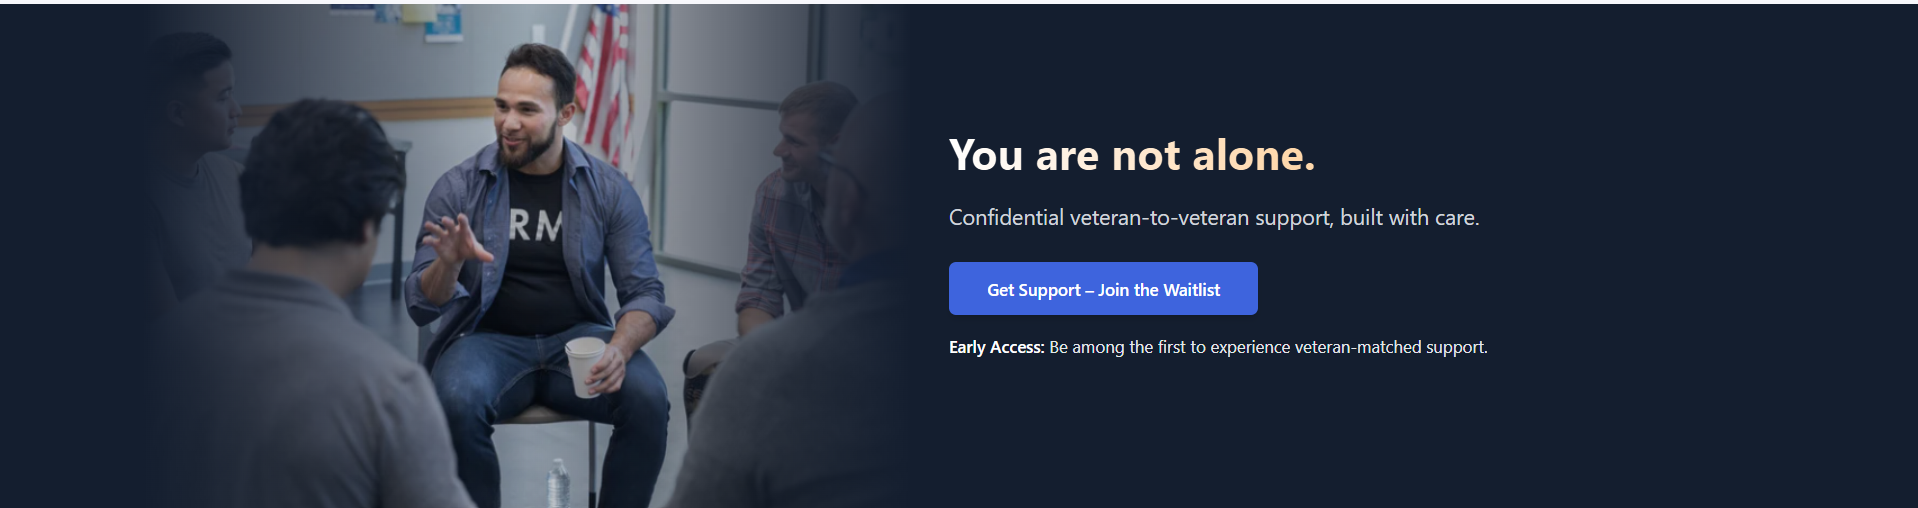 RM
You are not alone.
Confidential veteran-to-veteran support, built with care.
Get Support – Join the Waitlist
Early Access: Be among the first to experience veteran-matched support.